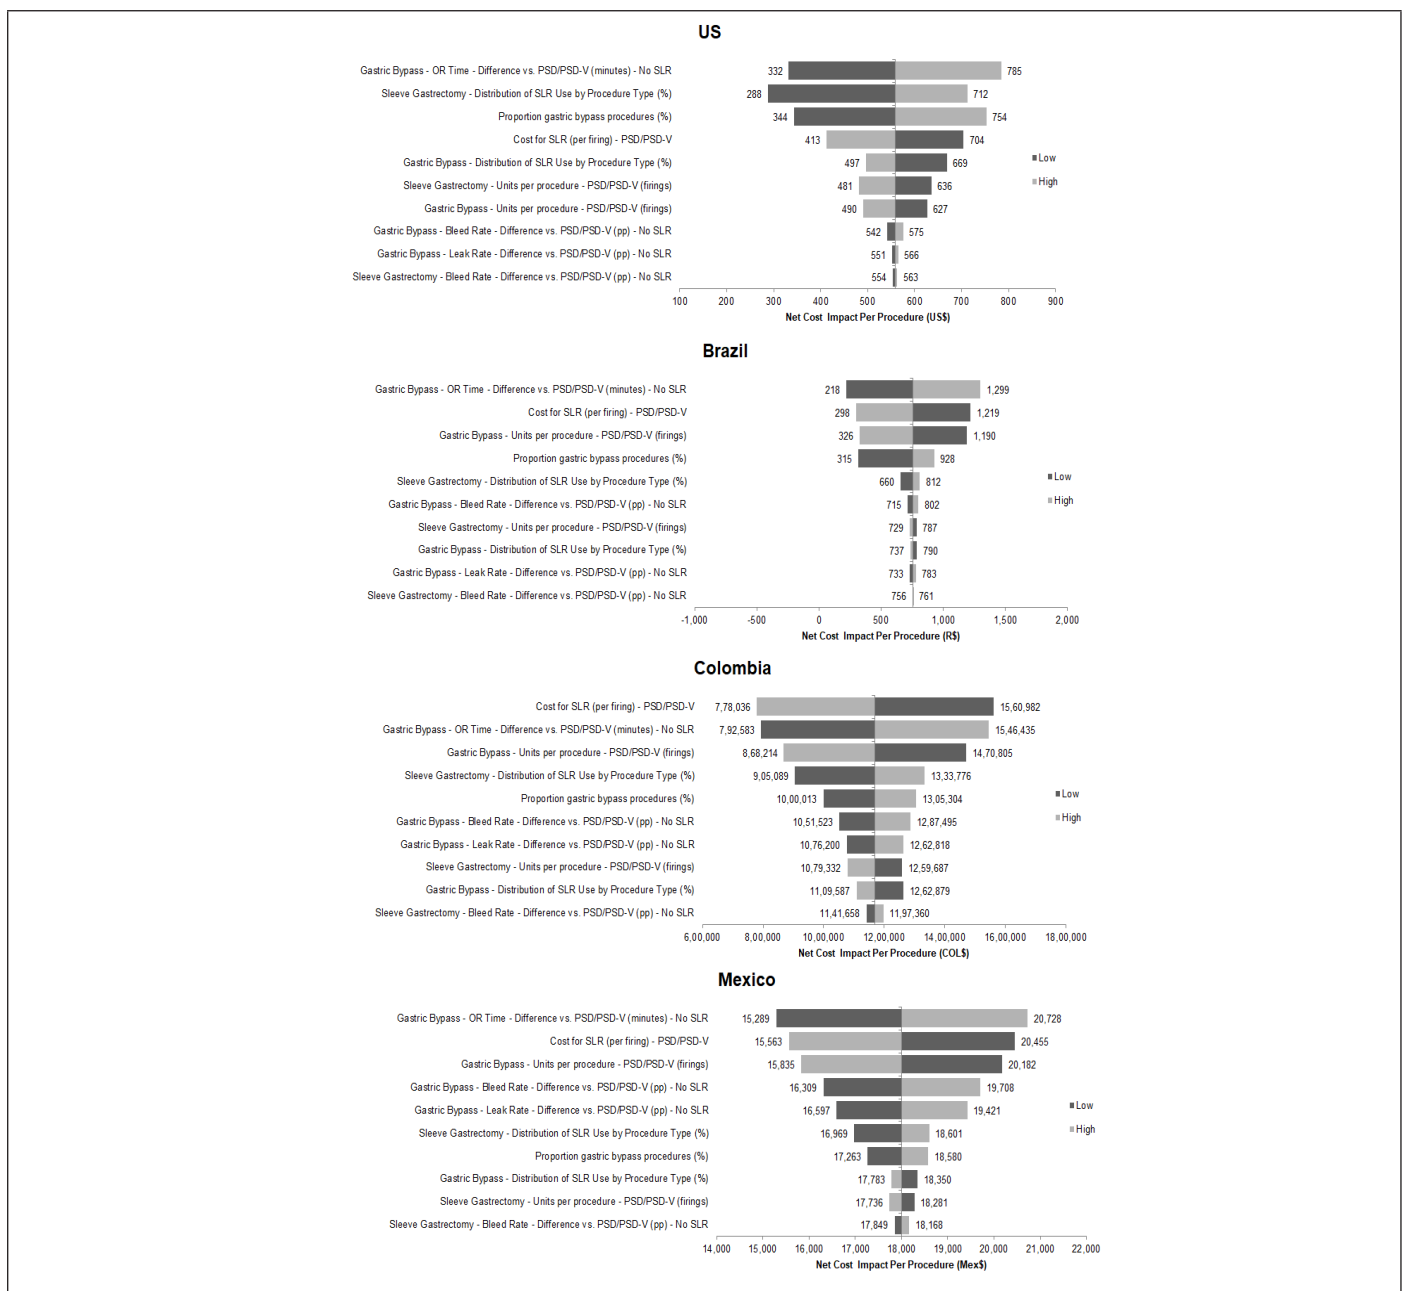 US
Gastric Bypass - OR Time - Difference vs. PSD/PSD-V (minutes) - No SLR 332 785
Sleeve Gastrectomy - Distribution of SLR Use by Procedure Type (%) 288 712
Proportion gastric bypass procedures (%) 344 754
Cost for SLR (per firing) - PSD/PSD-V 413 704
Low
Gastric Bypass - Distribution of SLR Use by Procedure Type (%) 497 669
Sleeve Gastrectomy - Units per procedure - PSD/PSD-V (firings) 481 636
High
Gastric Bypass - Units per procedure - PSD/PSD-V (firings) 490 627
Gastric Bypass - Bleed Rate - Difference vs. PSD/PSD-V (pp) - No SLR 542 575
Gastric Bypass - Leak Rate - Difference vs. PSD/PSD-V (pp) - No SLR 551 566
Sleeve Gastrectomy - Bleed Rate - Difference vs. PSD/PSD-V (pp) - No SLR 554 563
100 200 300 400 500 600 700 800 900
Net Cost Impact Per Procedure (US$)
Brazil
Gastric Bypass - OR Time - Difference vs. PSD/PSD-V (minutes) - No SLR 218 1,299
Cost for SLR (per firing) - PSD/PSD-V 298 1,219
Gastric Bypass - Units per procedure - PSD/PSD-V (firings) 326 1,190
Proportion gastric bypass procedures (%) 315 928
Low
Sleeve Gastrectomy - Distribution of SLR Use by Procedure Type (%) 660 812
High
Gastric Bypass - Bleed Rate - Difference vs. PSD/PSD-V (pp) - No SLR 715 802
Sleeve Gastrectomy - Units per procedure - PSD/PSD-V (firings) 729 787
Gastric Bypass - Distribution of SLR Use by Procedure Type (%) 737 790
Gastric Bypass - Leak Rate - Difference vs. PSD/PSD-V (pp) - No SLR 733 783
Sleeve Gastrectomy - Bleed Rate - Difference vs. PSD/PSD-V (pp) - No SLR 756 761
-1,000 -500 0 500 1,000 1,500 2,000
Net Cost Impact Per Procedure (R$)
Colombia
Cost for SLR (per firing) - PSD/PSD-V 7,78,036 15,60,982
Gastric Bypass - OR Time - Difference vs. PSD/PSD-V (minutes) - No SLR 7,92,583 15,46,435
Gastric Bypass - Units per procedure - PSD/PSD-V (firings) 8,68,214 14,70,805
Sleeve Gastrectomy - Distribution of SLR Use by Procedure Type (%) 9,05,089 13,33,776
Low
Proportion gastric bypass procedures (%) 10,00,013 13,05,304
High
Gastric Bypass - Bleed Rate - Difference vs. PSD/PSD-V (pp) - No SLR 10,51,523 12,87,495
Gastric Bypass - Leak Rate - Difference vs. PSD/PSD-V (pp) - No SLR 10,76,200 12,62,818
Sleeve Gastrectomy - Units per procedure - PSD/PSD-V (firings) 10,79,332 12,59,687
Gastric Bypass - Distribution of SLR Use by Procedure Type (%) 11,09,587 12,62,879
Sleeve Gastrectomy - Bleed Rate - Difference vs. PSD/PSD-V (pp) - No SLR 11,41,658 11,97,360
6,00,000 8,00,000 10,00,000 12,00,000 14,00,000 16,00,000 18,00,000
Net Cost Impact Per Procedure (COL$)
Mexico
Gastric Bypass - OR Time - Difference vs. PSD/PSD-V (minutes) - No SLR 15,289 20,728
Cost for SLR (per firing) - PSD/PSD-V 15,563 20,455
Gastric Bypass - Units per procedure - PSD/PSD-V (firings) 15,835 20,182
Gastric Bypass - Bleed Rate - Difference vs. PSD/PSD-V (pp) - No SLR 16,309 19,708
Low
Gastric Bypass - Leak Rate - Difference vs. PSD/PSD-V (pp) - No SLR 16,597 19,421
High
Sleeve Gastrectomy - Distribution of SLR Use by Procedure Type (%) 16,969 18,601
Proportion gastric bypass procedures (%) 17,263 18,580
Gastric Bypass - Distribution of SLR Use by Procedure Type (%) 17,783 18,350
Sleeve Gastrectomy - Units per procedure - PSD/PSD-V (firings) 17,736 18,281
Sleeve Gastrectomy - Bleed Rate - Difference vs. PSD/PSD-V (pp) - No SLR 17,849 18,168
14,000 15,000 16,000 17,000 18,000 19,000 20,000 21,000 22,000
Net Cost Impact Per Procedure (Mex$)